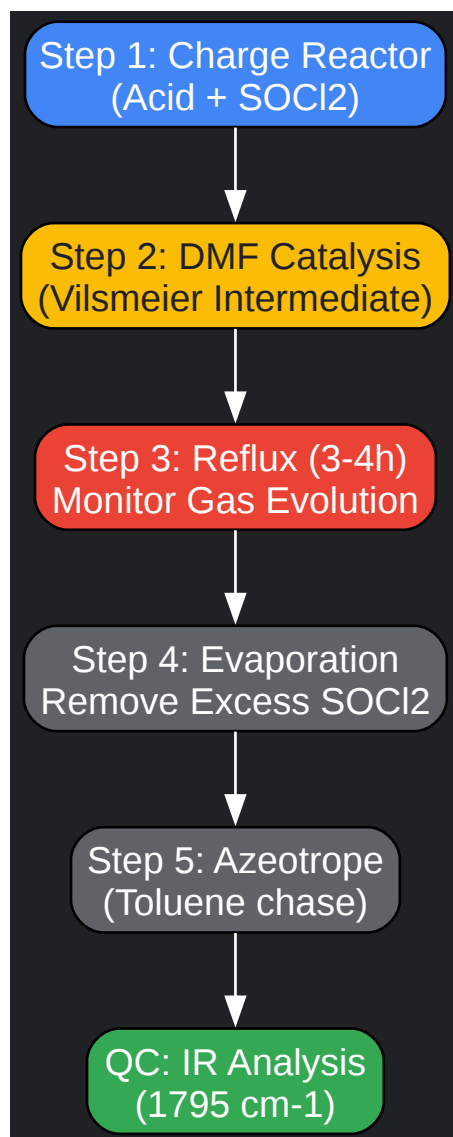 Step 1: Charge Reactor
(Acid + SOCl2)
Step 2: DMF Catalysis
(Vilsmeier Intermediate)
Step 3: Reflux (3-4h)
Monitor Gas Evolution
Step 4: Evaporation
Remove Excess SOCl2
Step 5: Azeotrope
(Toluene chase)
QC: IR Analysis
(1795 cm-1)